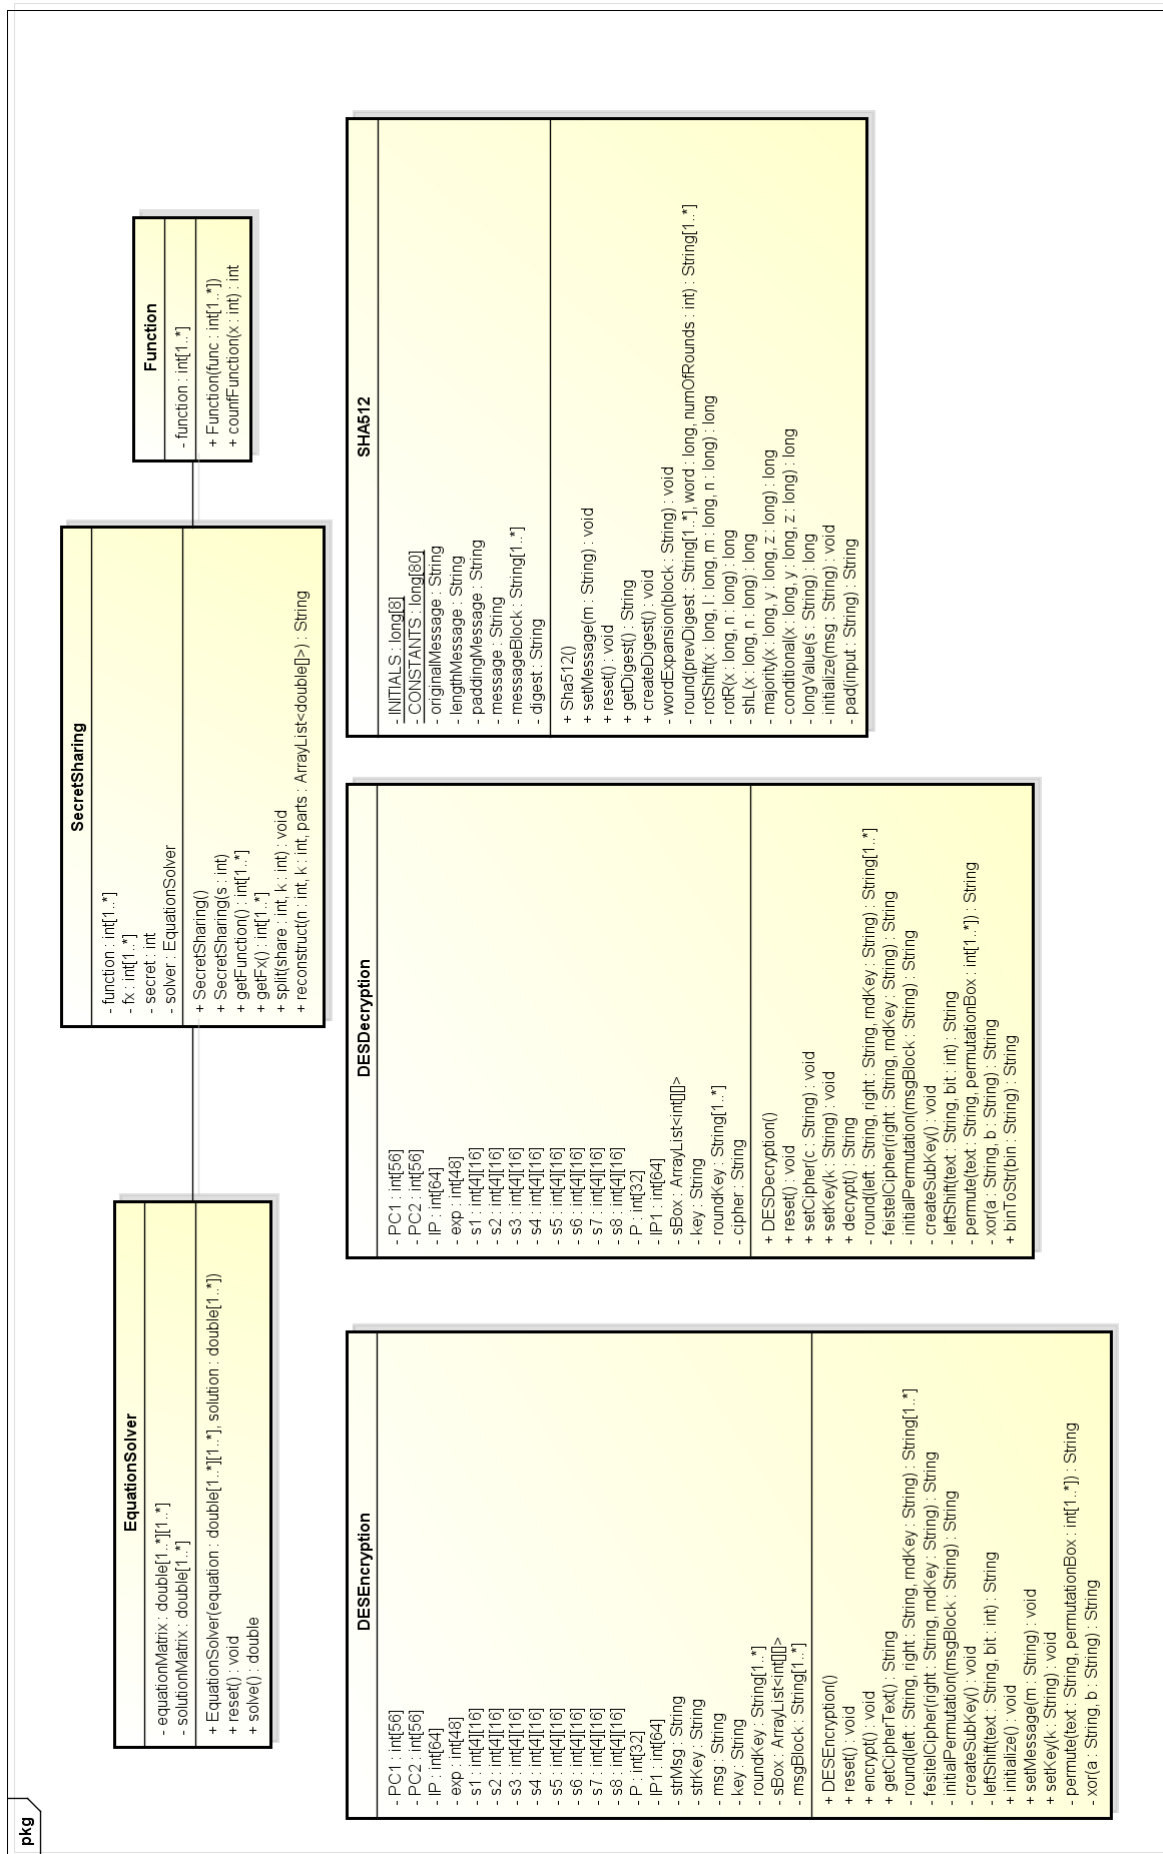 pkg
EquationSolver
- equationMatrix : double[1..*][1..*]
- solutionMatrix : double[1..*]
+ EquationSolver(equation : double[1..*][1..*], solution : double[1..*])
+ reset() : void
+ solve() : double
SecretSharing
- function : int[1..*]
- fx : int[1..*]
- secret : int
- solver : EquationSolver
+ SecretSharing()
+ SecretSharing(s : int)
+ getFunction() : int[1..*]
+ getFx() : int[1..*]
+ split(share : int, k : int) : void
+ reconstruct(n : int, k : int, parts : ArrayList<double[]>) : String
Function
- function : int[1..*]
+ Function(func : int[1..*])
+ counfFunction(x : int) : int
DESEncryption
- PC1 : int[56]
- PC2 : int[56]
- IP : int[64]
- exp : int[48]
- s1 : int[4][16]
- s2 : int[4][16]
- s3 : int[4][16]
- s4 : int[4][16]
- s5 : int[4][16]
- s6 : int[4][16]
- s7 : int[4][16]
- s8 : int[4][16]
- P : int[32]
- IP1 : int[64]
- strMsg : String
- strKey : String
- msg : String
- key : String
- roundKey : String[1..*]
- sBox : ArrayList<int[][]>
- msgBlock : String[1..*]
+ DESEncryption()
+ reset() : void
+ encrypt() : void
+ getCipherText() : String
- round(left : String, right : String, rndKey : String) : String[1..*]
- fesitelCipher(right : String, rndKey : String) : String
- initialPermutation(msgBlock : String) : String
- createSubKey() : void
- leftShift(text : String, bit : int) : String
+ initialize() : void
+ setMessage(m : String) : void
+ setKey(k : String) : void
- permute(text : String, permutationBox : int[1..*]) : String
- xor(a : String, b : String) : String
DESDecryption
- PC1 : int[56]
- PC2 : int[56]
- IP : int[64]
- exp : int[48]
- s1 : int[4][16]
- s2 : int[4][16]
- s3 : int[4][16]
- s4 : int[4][16]
- s5 : int[4][16]
- s6 : int[4][16]
- s7 : int[4][16]
- s8 : int[4][16]
- P : int[32]
- IP1 : int[64]
- sBox : ArrayList<int[][]>
- key : String
- roundKey : String[1..*]
- cipher : String
+ DESDecryption()
+ reset() : void
+ setCipher(c : String) : void
+ setKey(k : String) : void
+ decrypt() : String
- round(left : String, right : String, rndKey : String) : String[1..*]
- feistelCipher(right : String, rndKey : String) : String
- initialPermutation(msgBlock : String) : String
- createSubKey() : void
- leftShift(text : String, bit : int) : String
- permute(text : String, permutationBox : int[1..*]) : String
- xor(a : String, b : String) : String
+ binToStr(bin : String) : String
SHA512
- INITIALS : long[8]
- CONSTANTS : long[80]
- originalMessage : String
- lengthMessage : String
- paddingMessage : String
- message : String
- messageBlock : String[1..*]
- digest : String
+ Sha512()
+ setMessage(m : String) : void
+ reset() : void
+ getDigest() : String
+ createDigest() : void
- wordExpansion(block : String) : void
- round(prevDigest : String[1..*], word : long, numOfRounds : int) : String[1..*]
- rotShift(x : long, l : long, m : long, n : long) : long
- rotR(x : long, n : long) : long
- shL(x : long, n : long) : long
- majority(x : long, y : long, z : long) : long
- conditional(x : long, y : long, z : long) : long
- longValue(s : String) : long
- initialize(msg : String) : void
- pad(input : String) : String